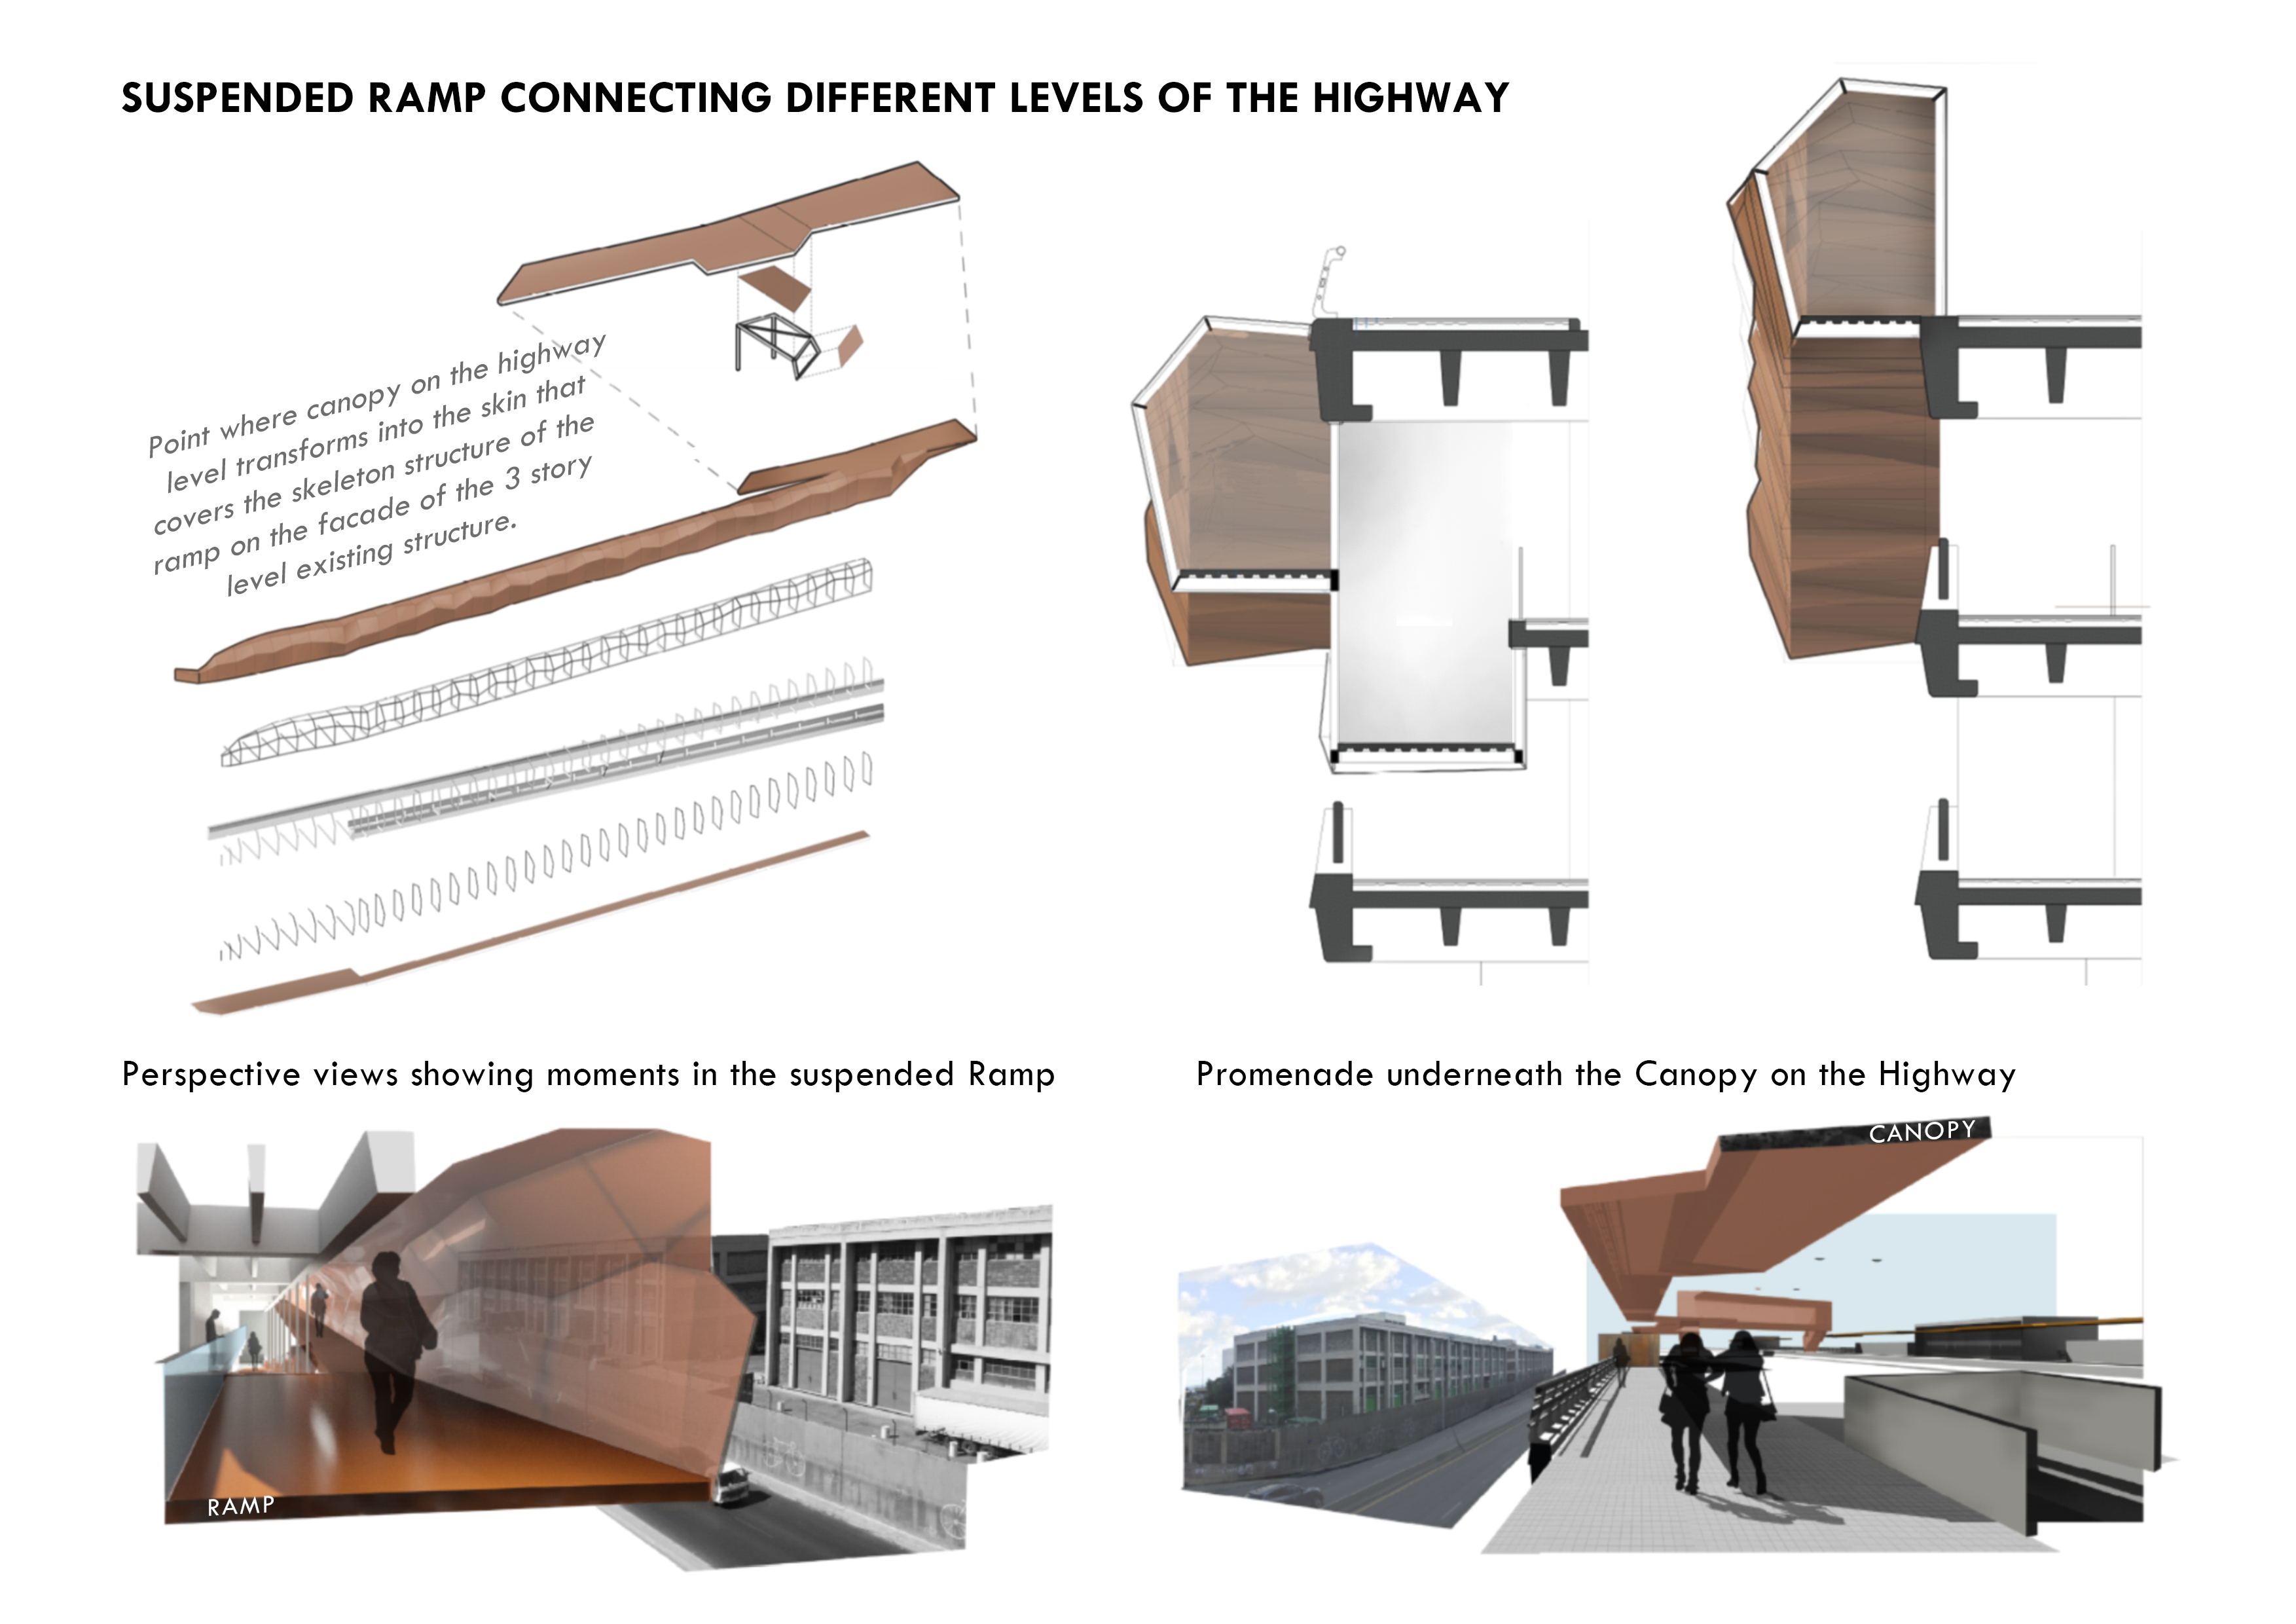 SUSPENDED RAMP CONNECTING DIFFERENT LEVELS OF THE HIGHWAY
Point where canopy on the highway
level transforms into the skin that
covers the skeleton structure of the
ramp on the facade of the 3 story
level existing structure.
Perspective views showing moments in the suspended Ramp
Promenade underneath the Canopy on the Highway
CANOPY
RAMP